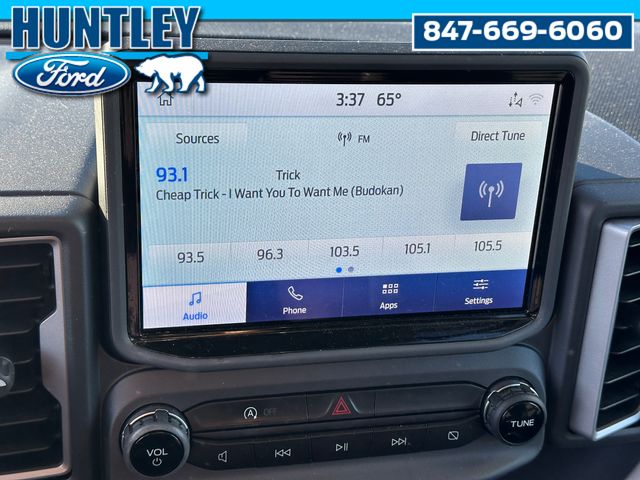 HUNTLEY
Ford
847-669-6060
3:37 65°
Sources
FM
Direct Tune
93.1 Trick
Cheap Trick - I Want You To Want Me (Budokan)
93.5 96.3 103.5 105.1 105.5
Audio Phone Apps Settings
A OFF
VOL
TUNE